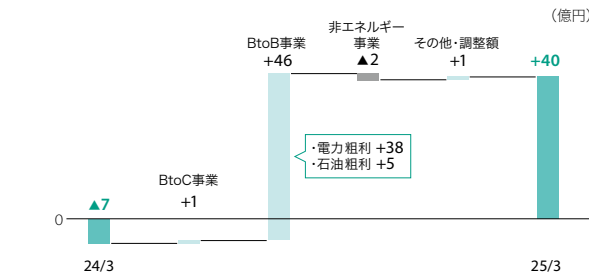 (億円)
非エネルギー
BtoB事業 事業 その他・調整額
+46 ▲2 +1 +40
・電力粗利 +38
・石油粗利 +5
BtoC事業
▲7 +1
0
24/3 25/3